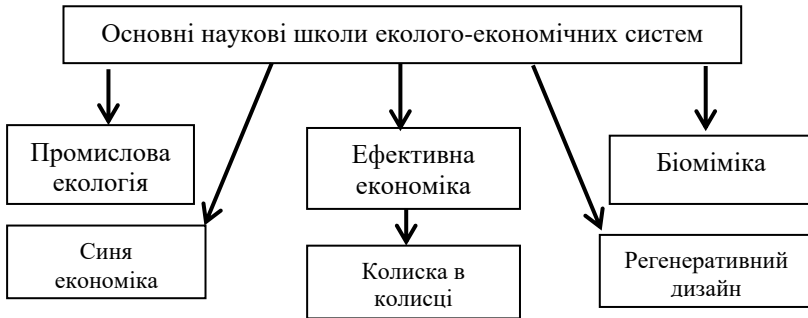 Основні наукові школи еколого-економічних систем
Промислова
екологія
Ефективна
економіка
Біоміміка
Синя
економіка
Колиска в
колисці
Регенеративний
дизайн